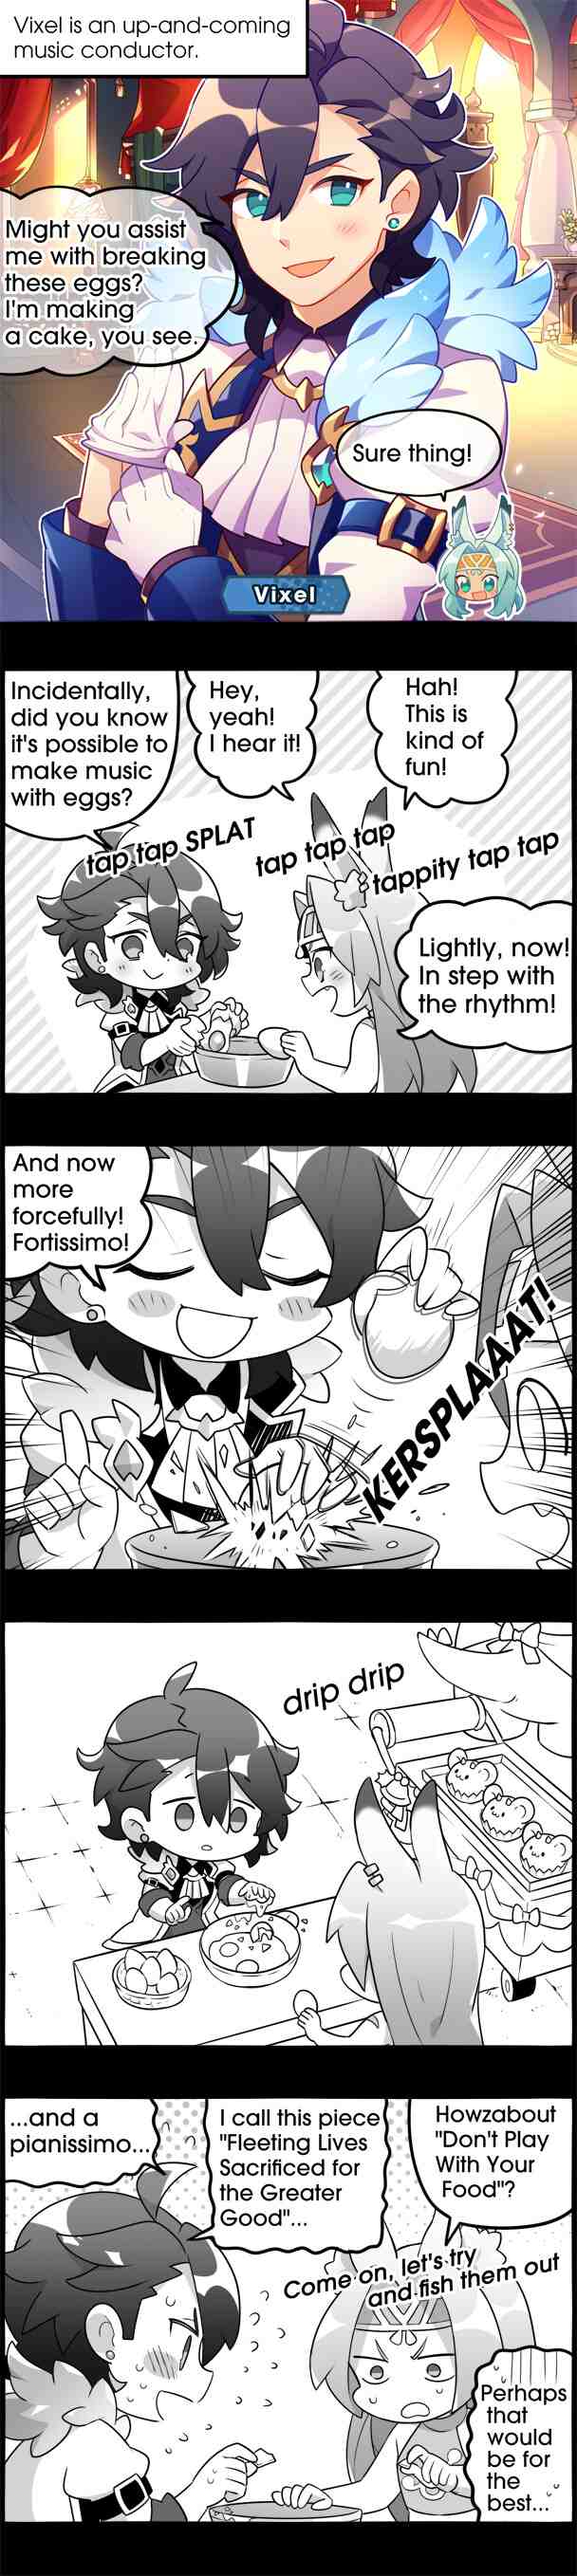 Vixel is an up-and-coming
music conductor.
Might you assist
me with breaking
these eggs?
I'm making
a cake, you see.
Sure thing!
Vixel
Incidentally,
did you know
it's possible to
make music
with eggs?
Hey,
yeah!
I hear it!
Hah!
This is
kind of
fun!
tap tap SPLAT
tap tap tap
tappity tap tap
Lightly, now!
In step with
the rhythm!
And now
more
forcefully!
Fortissimo!
KERSPLAAAT!
drip drip
...and a
pianissimo...
I call this piece
"Fleeting Lives
Sacrificed for
the Greater
Good"...
Howzabout
"Don't Play
With Your
Food"?
Come on, let's try
and fish them out
Perhaps
that
would
be for
the
best...